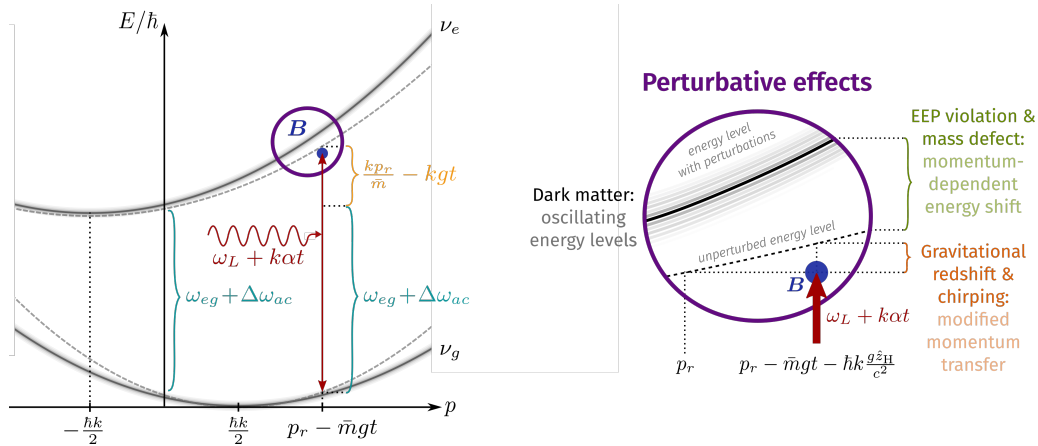 E/ħ
ν_e
B
kp_r/m̄ − kgt
ω_L + kαt
ω_eg + Δω_ac
ω_eg + Δω_ac
ν_g
p
−ħk/2
ħk/2
p_r − m̄gt
Perturbative effects
energy level
with perturbations
Dark matter:
oscillating
energy levels
unperturbed energy level
B
ω_L + kαt
p_r
p_r − m̄gt − ħk gẑ_H/c²
EEP violation &
mass defect:
momentum-
dependent
energy shift
Gravitational
redshift &
chirping:
modified
momentum
transfer